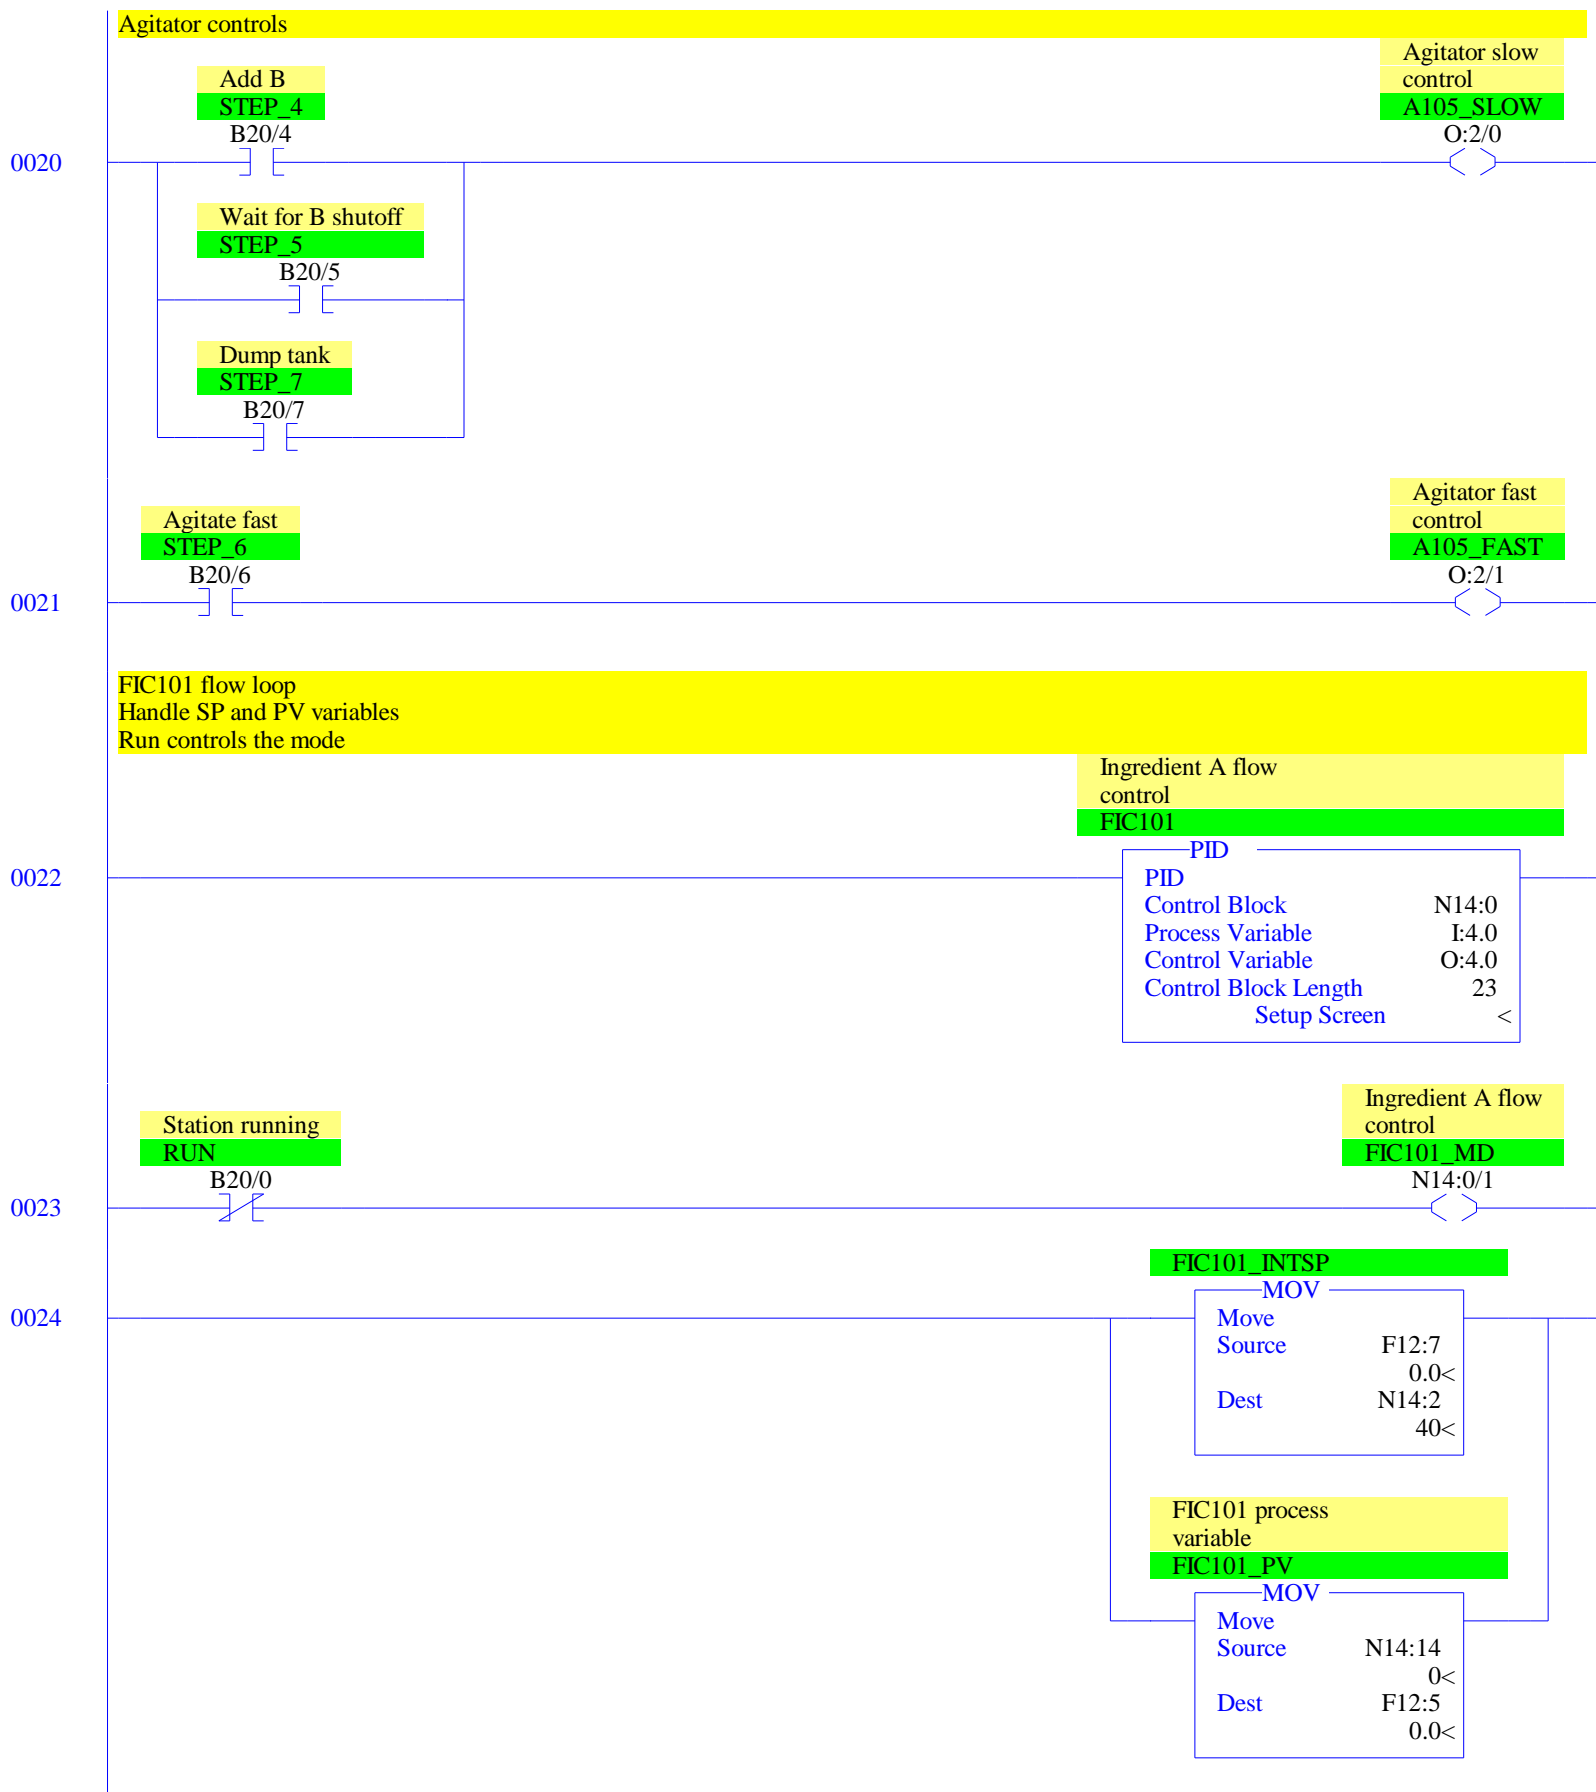 Agitator controls
Agitator slow
control
A105_SLOW
O:2/0
Add B
STEP_4
B20/4
0020
Wait for B shutoff
STEP_5
B20/5
Dump tank
STEP_7
B20/7
Agitator fast
control
A105_FAST
O:2/1
Agitate fast
STEP_6
B20/6
0021
FIC101 flow loop
Handle SP and PV variables
Run controls the mode
Ingredient A flow
control
FIC101
0022
PID
PID
Control Block N14:0
Process Variable I:4.0
Control Variable O:4.0
Control Block Length 23
Setup Screen <
Ingredient A flow
control
FIC101_MD
N14:0/1
Station running
RUN
B20/0
0023
FIC101_INTSP
0024
MOV
Move
Source F12:7
0.0<
Dest N14:2
40<
FIC101 process
variable
FIC101_PV
MOV
Move
Source N14:14
0<
Dest F12:5
0.0<